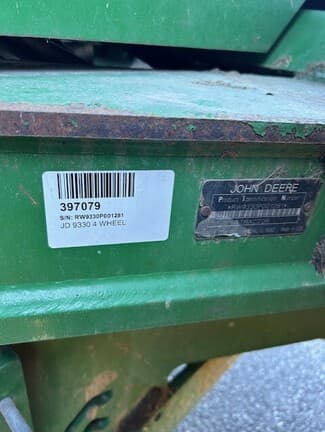 397079
S/N: RW9330P001281
JD 9330 4 WHEEL
JOHN DEERE
Product Identification Number